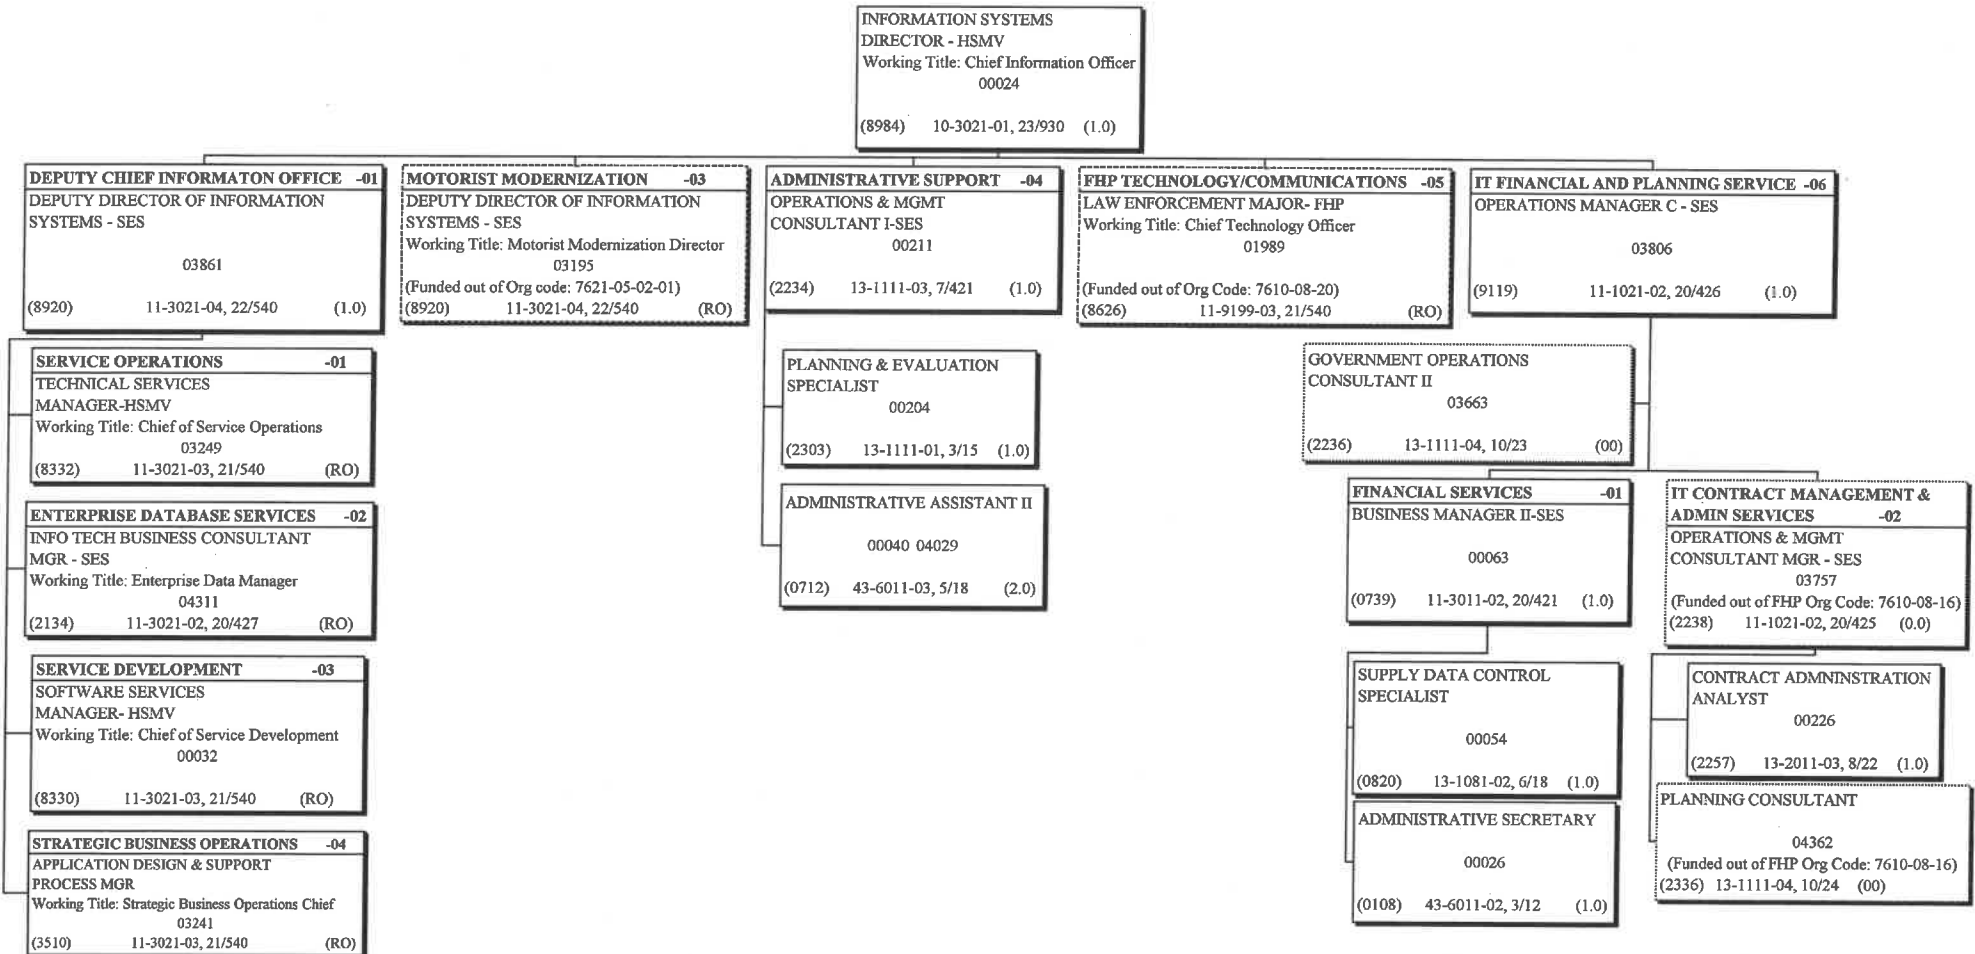 INFORMATION SYSTEMS
DIRECTOR - HSMV
Working Title: Chief Information Officer
00024
(8984) 10-3021-01, 23/930 (1.0)
DEPUTY CHIEF INFORMATON OFFICE -01
DEPUTY DIRECTOR OF INFORMATION
SYSTEMS - SES
03861
(8920) 11-3021-04, 22/540 (1.0)
MOTORIST MODERNIZATION -03
DEPUTY DIRECTOR OF INFORMATION
SYSTEMS - SES
Working Title: Motorist Modernization Director
03195
(Funded out of Org code: 7621-05-02-01)
(8920) 11-3021-04, 22/540 (RO)
ADMINISTRATIVE SUPPORT -04
OPERATIONS & MGMT
CONSULTANT I-SES
00211
(2234) 13-1111-03, 7/421 (1.0)
FHP TECHNOLOGY/COMMUNICATIONS -05
LAW ENFORCEMENT MAJOR- FHP
Working Title: Chief Technology Officer
01989
(Funded out of Org Code: 7610-08-20)
(8626) 11-9199-03, 21/540 (RO)
IT FINANCIAL AND PLANNING SERVICE -06
OPERATIONS MANAGER C - SES
03806
(9119) 11-1021-02, 20/426 (1.0)
SERVICE OPERATIONS -01
TECHNICAL SERVICES
MANAGER-HSMV
Working Title: Chief of Service Operations
03249
(8332) 11-3021-03, 21/540 (RO)
ENTERPRISE DATABASE SERVICES -02
INFO TECH BUSINESS CONSULTANT
MGR - SES
Working Title: Enterprise Data Manager
04311
(2134) 11-3021-02, 20/427 (RO)
SERVICE DEVELOPMENT -03
SOFTWARE SERVICES
MANAGER- HSMV
Working Title: Chief of Service Development
00032
(8330) 11-3021-03, 21/540 (RO)
STRATEGIC BUSINESS OPERATIONS -04
APPLICATION DESIGN & SUPPORT
PROCESS MGR
Working Title: Strategic Business Operations Chief
03241
(3510) 11-3021-03, 21/540 (RO)
PLANNING & EVALUATION
SPECIALIST
00204
(2303) 13-1111-01, 3/15 (1.0)
ADMINISTRATIVE ASSISTANT II
00040 04029
(0712) 43-6011-03, 5/18 (2.0)
GOVERNMENT OPERATIONS
CONSULTANT II
03663
(2236) 13-1111-04, 10/23 (00)
FINANCIAL SERVICES -01
BUSINESS MANAGER II-SES
00063
(0739) 11-3011-02, 20/421 (1.0)
SUPPLY DATA CONTROL
SPECIALIST
00054
(0820) 13-1081-02, 6/18 (1.0)
ADMINISTRATIVE SECRETARY
00026
(0108) 43-6011-02, 3/12 (1.0)
IT CONTRACT MANAGEMENT &
ADMIN SERVICES -02
OPERATIONS & MGMT
CONSULTANT MGR - SES
03757
(Funded out of FHP Org Code: 7610-08-16)
(2238) 11-1021-02, 20/425 (0.0)
CONTRACT ADMNINSTRATION
ANALYST
00226
(2257) 13-2011-03, 8/22 (1.0)
PLANNING CONSULTANT
04362
(Funded out of FHP Org Code: 7610-08-16)
(2336) 13-1111-04, 10/24 (00)